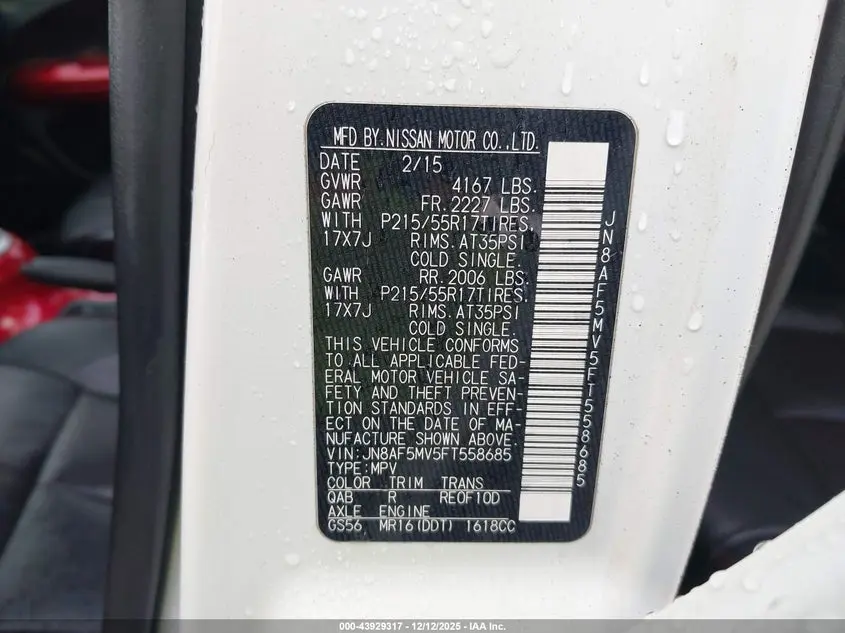 MFD BY.NISSAN MOTOR CO.,LTD.
DATE 2/15
GVWR 4167 LBS.
GAWR FR. 2227 LBS.
WITH P215/55R17TIRES,
17X7J RIMS.AT35PSI
COLD SINGLE.
GAWR RR. 2006 LBS.
WITH P215/55R17TIRES.
17X7J RIMS.AT35PSI
COLD SINGLE.
THIS VEHICLE CONFORMS
TO ALL APPLICABLE FED-
ERAL MOTOR VEHICLE SA-
FETY AND THEFT PREVEN-
TION STANDARDS IN EFF-
ECT ON THE DATE OF MA-
NUFACTURE SHOWN ABOVE.
VIN:JN8AF5MV5FT558685
TYPE:MPV
COLOR TRIM TRANS
QAB R RE0F10D
AXLE ENGINE
GS56 MR16(DDT) 1618CC
JN8AF5MV5FT558685
000-43929317 - 12/12/2025 - IAA Inc.